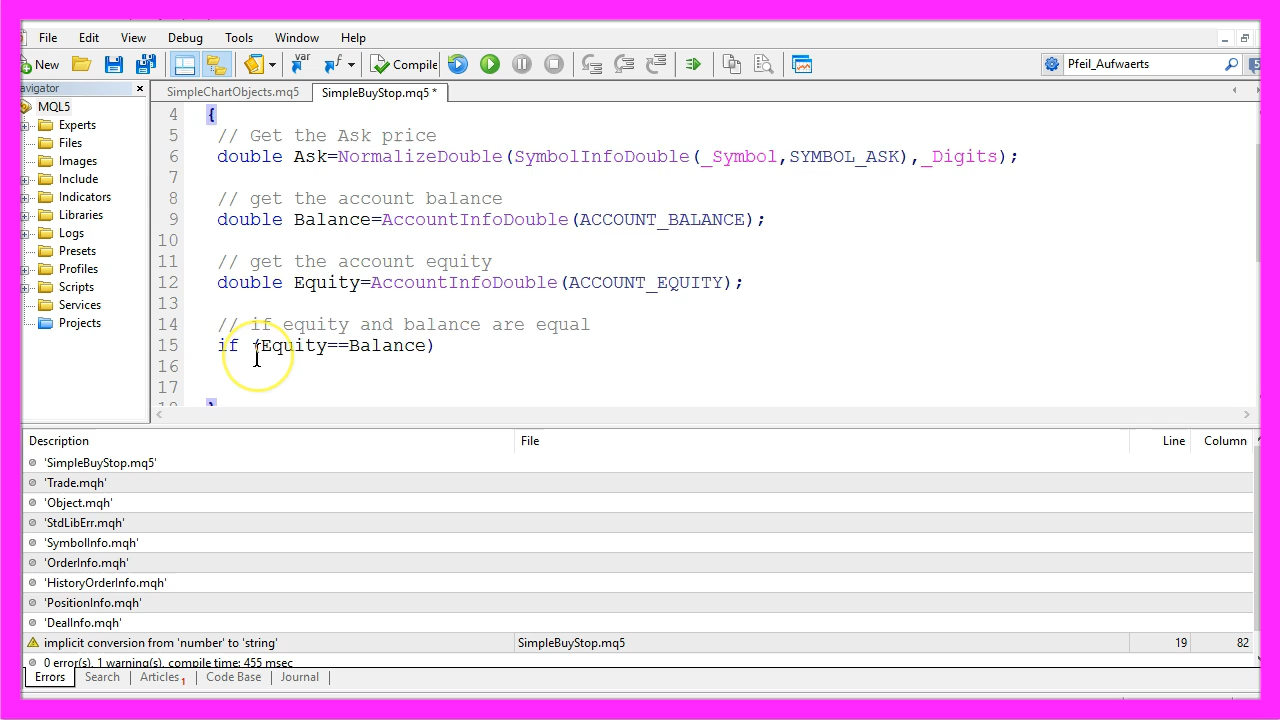 File Edit View Debug Tools Window Help
New Compile Pfeil_Aufwaerts 5
avigator × SimpleChartObjects.mq5 SimpleBuyStop.mq5 *
MQL5
Experts
Files
Images
Include
Indicators
Libraries
Logs
Presets
Profiles
Scripts
Services
Projects
4 {
5 // Get the Ask price
6 double Ask=NormalizeDouble(SymbolInfoDouble(_Symbol,SYMBOL_ASK),_Digits);
7
8 // get the account balance
9 double Balance=AccountInfoDouble(ACCOUNT_BALANCE);
10
11 // get the account equity
12 double Equity=AccountInfoDouble(ACCOUNT_EQUITY);
13
14 // if equity and balance are equal
15 if (Equity==Balance)
16
17
18 }
Description File Line Column
'SimpleBuyStop.mq5'
'Trade.mqh'
'Object.mqh'
'StdLibErr.mqh'
'SymbolInfo.mqh'
'OrderInfo.mqh'
'HistoryOrderInfo.mqh'
'PositionInfo.mqh'
'DealInfo.mqh'
implicit conversion from 'number' to 'string' SimpleBuyStop.mq5 19 82
0 error(s), 1 warning(s), compile time: 455 msec
Errors Search Articles 1 Code Base Journal